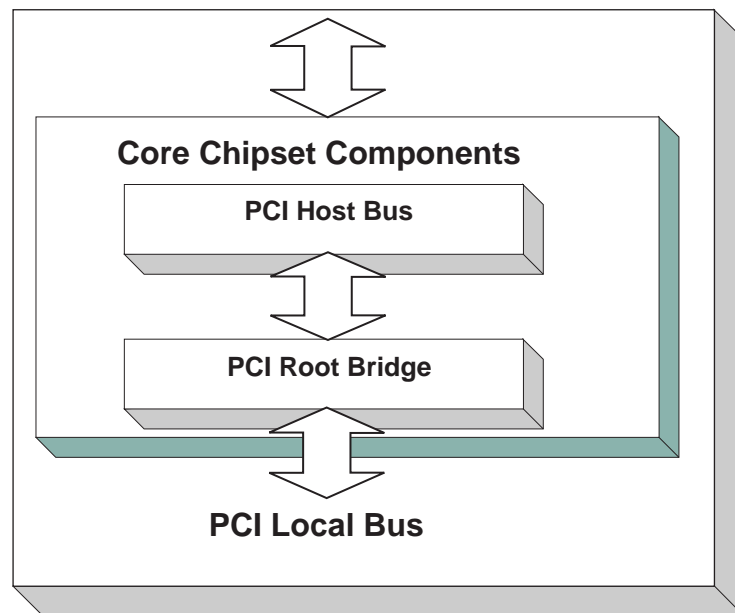 Core Chipset Components
PCI Host Bus
PCI Root Bridge
PCI Local Bus